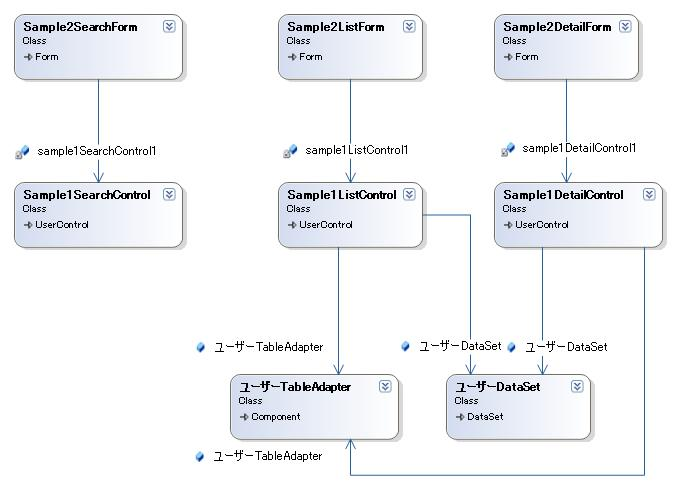 Sample2SearchForm
Class
Form
Sample2ListForm
Class
Form
Sample2DetailForm
Class
Form
sample1SearchControl1
sample1ListControl1
sample1DetailControl1
Sample1SearchControl
Class
UserControl
Sample1ListControl
Class
UserControl
Sample1DetailControl
Class
UserControl
ユーザーTableAdapter
ユーザーDataSet
ユーザーDataSet
ユーザーTableAdapter
Class
Component
ユーザーDataSet
Class
DataSet
ユーザーTableAdapter